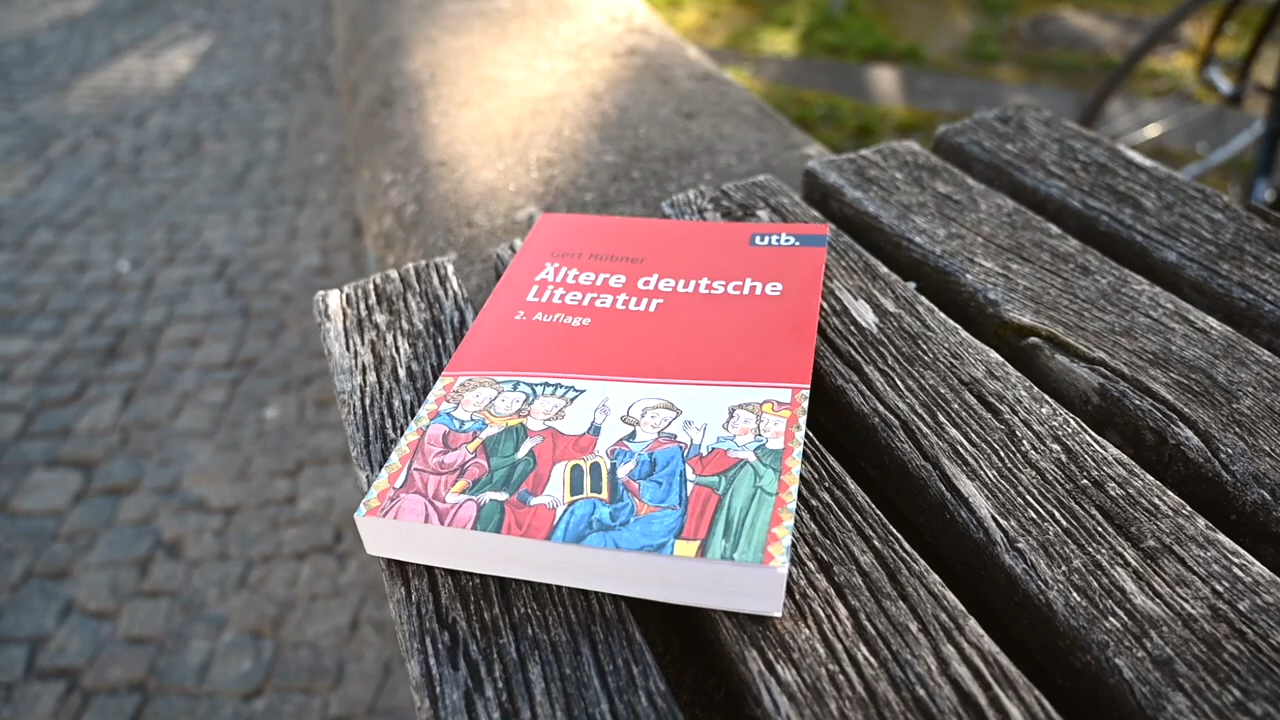 utb.
Gert Hübner
Ältere deutsche
Literatur
2. Auflage